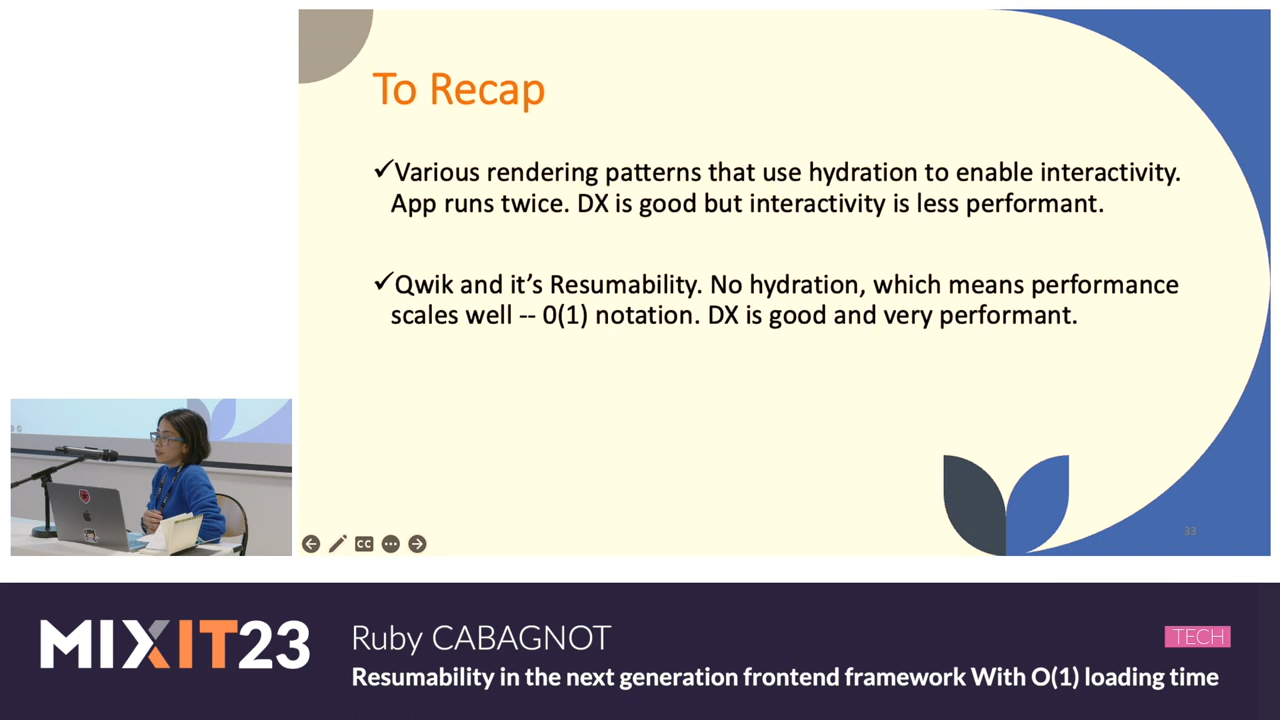 To Recap
✓Various rendering patterns that use hydration to enable interactivity.
App runs twice. DX is good but interactivity is less performant.
✓Qwik and it's Resumability. No hydration, which means performance
scales well -- 0(1) notation. DX is good and very performant.
33
CC
MIXIT23
Ruby CABAGNOT
TECH
Resumability in the next generation frontend framework With O(1) loading time